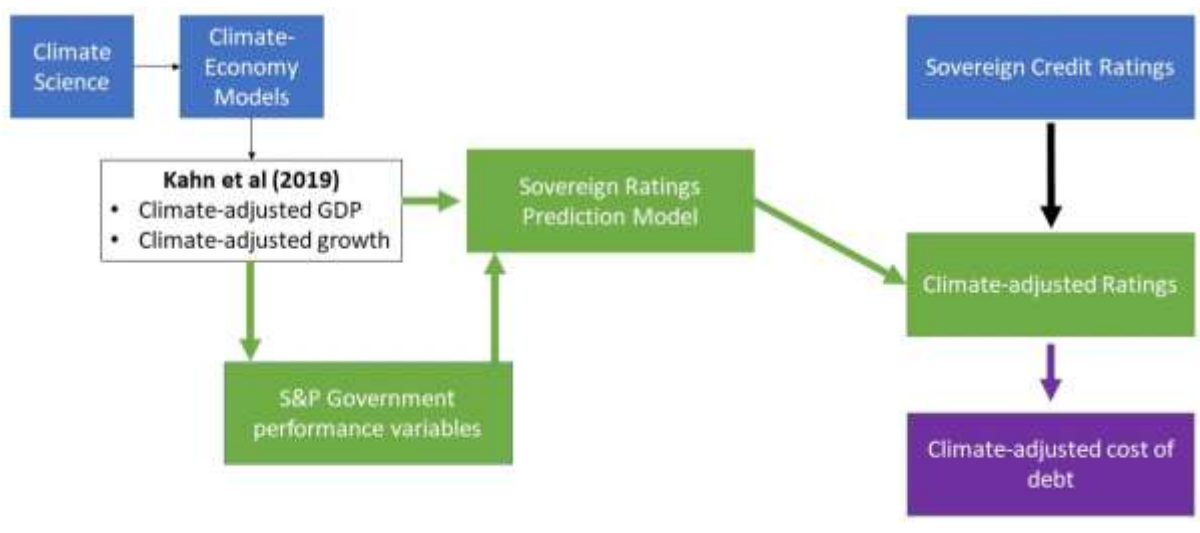 Climate
Science
Climate-
Economy
Models
Sovereign Credit Ratings
Kahn et al (2019)
• Climate-adjusted GDP
• Climate-adjusted growth
Sovereign Ratings
Prediction Model
Climate-adjusted Ratings
S&P Government
performance variables
Climate-adjusted cost of
debt